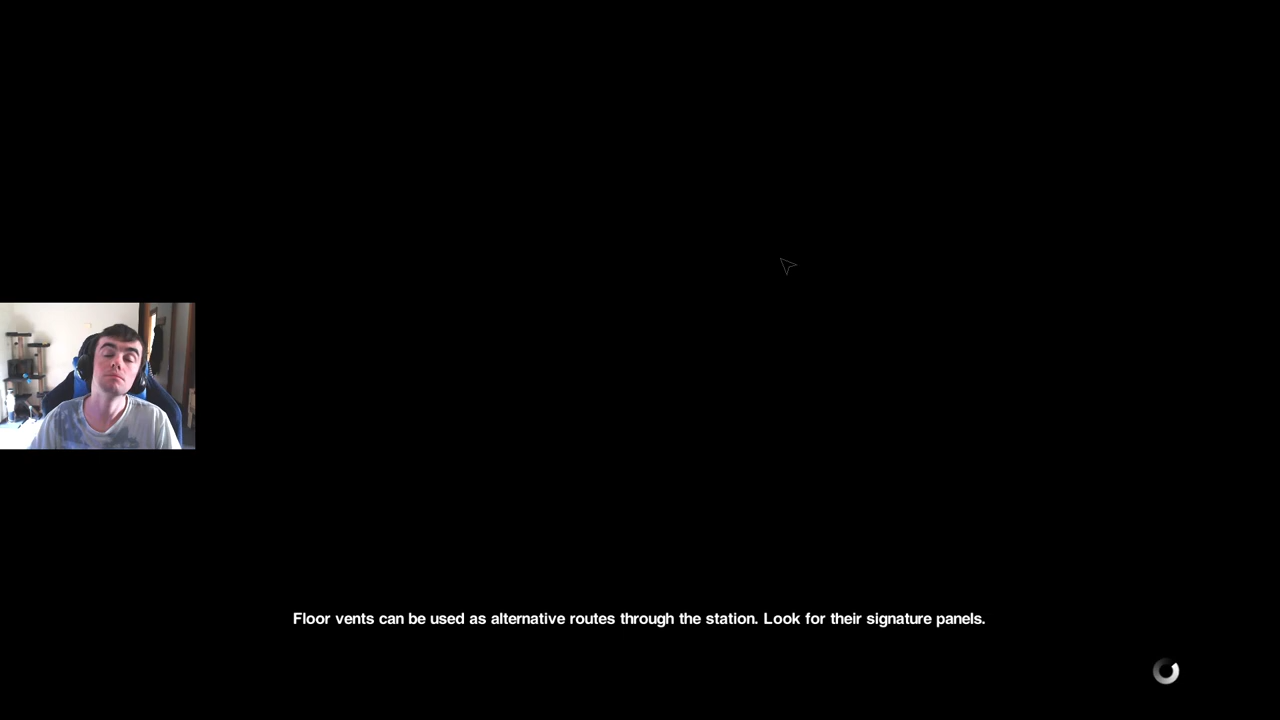 Floor vents can be used as alternative routes through the station. Look for their signature panels.